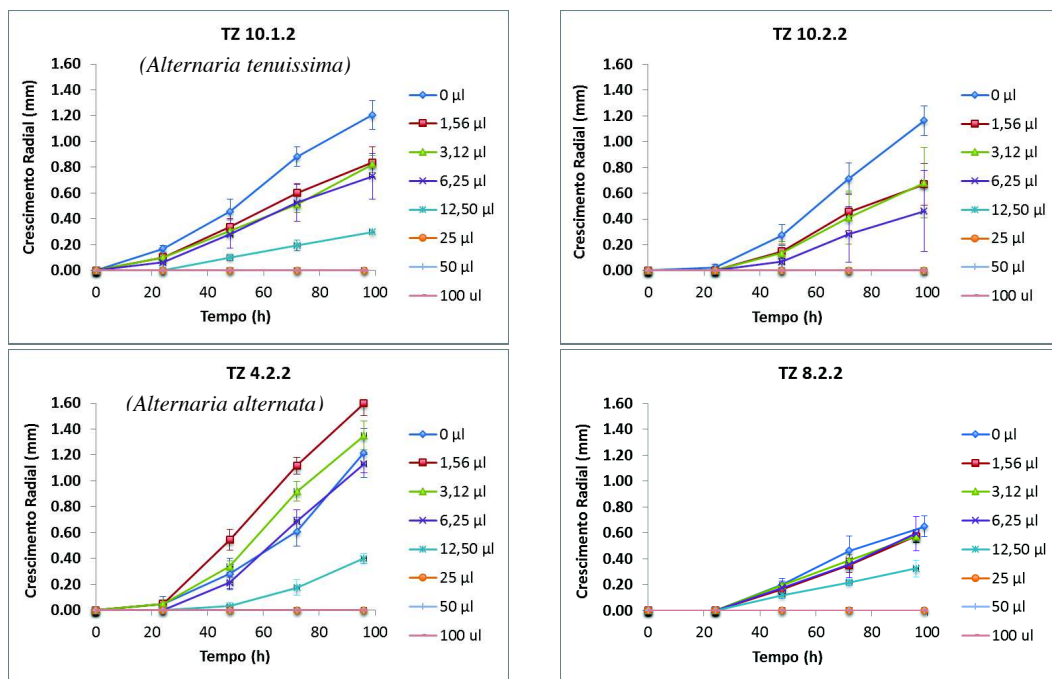 TZ 10.1.2
(Alternaria tenuissima)
Crescimento Radial (mm)
1.60
1.40
1.20
1.00
0.80
0.60
0.40
0.20
0.00
0 20 40 60 80 100
Tempo (h)
0 µl
1,56 µl
3,12 µl
6,25 µl
12,50 µl
25 µl
50 µl
100 ul
TZ 10.2.2
Crescimento Radial (mm)
1.60
1.40
1.20
1.00
0.80
0.60
0.40
0.20
0.00
0 20 40 60 80 100
Tempo (h)
0 µl
1,56 µl
3,12 µl
6,25 µl
12,50 µl
25 µl
50 µl
100 ul
TZ 4.2.2
(Alternaria alternata)
Crescimento Radial (mm)
1.60
1.40
1.20
1.00
0.80
0.60
0.40
0.20
0.00
0 20 40 60 80 100
Tempo (h)
0 µl
1,56 µl
3,12 µl
6,25 µl
12,50 µl
25 µl
50 µl
100 ul
TZ 8.2.2
Crescimento Radial (mm)
1.60
1.40
1.20
1.00
0.80
0.60
0.40
0.20
0.00
0 20 40 60 80 100
Tempo (h)
0 µl
1,56 µl
3,12 µl
6,25 µl
12,50 µl
25 µl
50 µl
100 ul